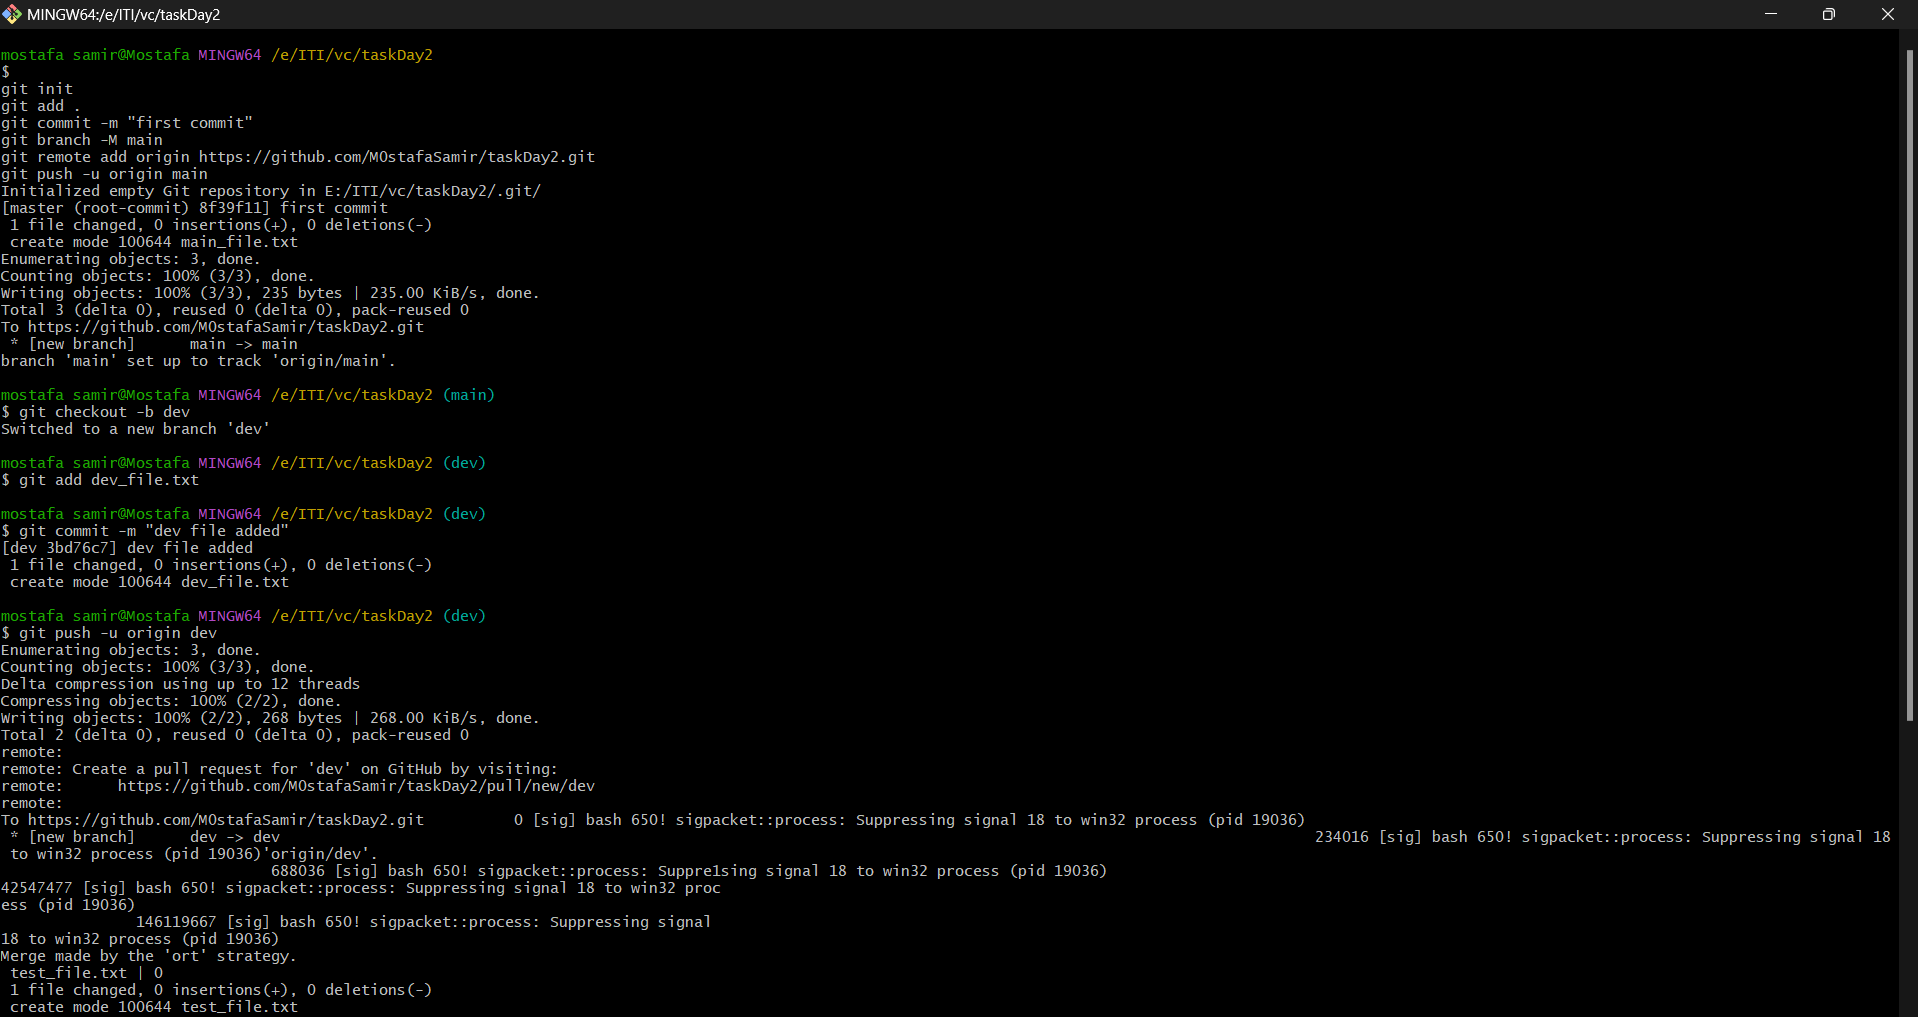 MINGW64:/e/ITI/vc/taskDay2
mostafa samir@Mostafa MINGW64 /e/ITI/vc/taskDay2
$
git init
git add .
git commit -m "first commit"
git branch -M main
git remote add origin https://github.com/M0stafaSamir/taskDay2.git
git push -u origin main
Initialized empty Git repository in E:/ITI/vc/taskDay2/.git/
[master (root-commit) 8f39f11] first commit
 1 file changed, 0 insertions(+), 0 deletions(-)
 create mode 100644 main_file.txt
Enumerating objects: 3, done.
Counting objects: 100% (3/3), done.
Writing objects: 100% (3/3), 235 bytes | 235.00 KiB/s, done.
Total 3 (delta 0), reused 0 (delta 0), pack-reused 0
To https://github.com/M0stafaSamir/taskDay2.git
 * [new branch]      main -> main
branch 'main' set up to track 'origin/main'.
mostafa samir@Mostafa MINGW64 /e/ITI/vc/taskDay2 (main)
$ git checkout -b dev
Switched to a new branch 'dev'
mostafa samir@Mostafa MINGW64 /e/ITI/vc/taskDay2 (dev)
$ git add dev_file.txt
mostafa samir@Mostafa MINGW64 /e/ITI/vc/taskDay2 (dev)
$ git commit -m "dev file added"
[dev 3bd76c7] dev file added
 1 file changed, 0 insertions(+), 0 deletions(-)
 create mode 100644 dev_file.txt
mostafa samir@Mostafa MINGW64 /e/ITI/vc/taskDay2 (dev)
$ git push -u origin dev
Enumerating objects: 3, done.
Counting objects: 100% (3/3), done.
Delta compression using up to 12 threads
Compressing objects: 100% (2/2), done.
Writing objects: 100% (2/2), 268 bytes | 268.00 KiB/s, done.
Total 2 (delta 0), reused 0 (delta 0), pack-reused 0
remote:
remote: Create a pull request for 'dev' on GitHub by visiting:
remote:      https://github.com/M0stafaSamir/taskDay2/pull/new/dev
remote:
To https://github.com/M0stafaSamir/taskDay2.git          0 [sig] bash 650! sigpacket::process: Suppressing signal 18 to win32 process (pid 19036)
 * [new branch]      dev -> dev                                                                                                                   234016 [sig] bash 650! sigpacket::process: Suppressing signal 18
 to win32 process (pid 19036)'origin/dev'.
                              688036 [sig] bash 650! sigpacket::process: Suppre1sing signal 18 to win32 process (pid 19036)
42547477 [sig] bash 650! sigpacket::process: Suppressing signal 18 to win32 proc
ess (pid 19036)
               146119667 [sig] bash 650! sigpacket::process: Suppressing signal
18 to win32 process (pid 19036)
Merge made by the 'ort' strategy.
 test_file.txt | 0
 1 file changed, 0 insertions(+), 0 deletions(-)
 create mode 100644 test_file.txt